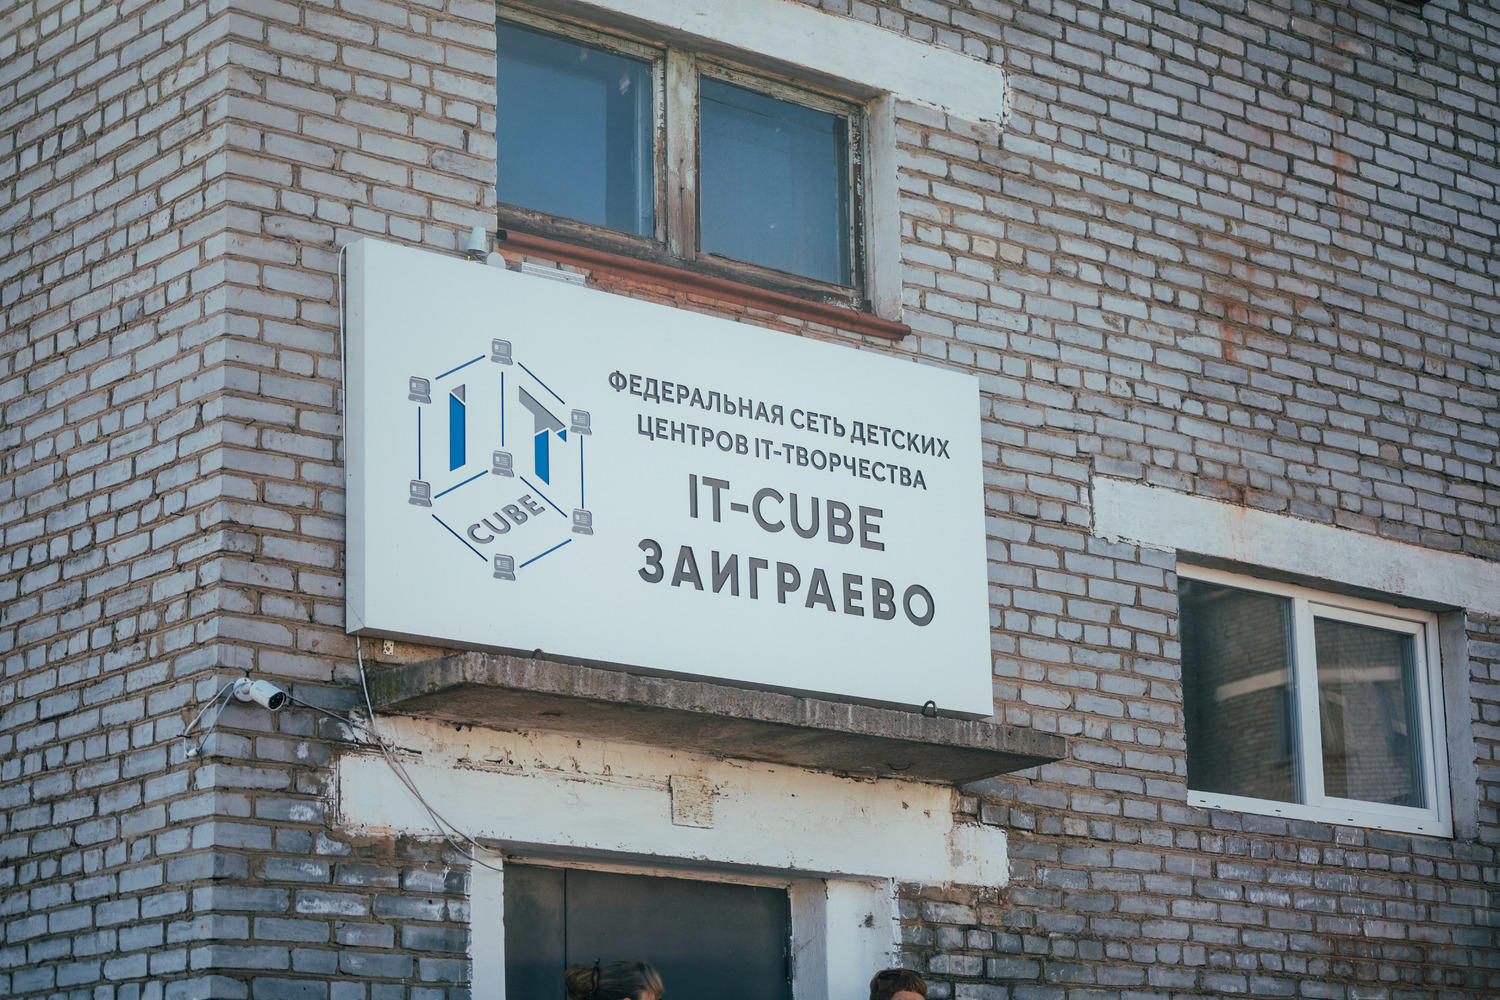 IT
CUBE
ФЕДЕРАЛЬНАЯ СЕТЬ ДЕТСКИХ
ЦЕНТРОВ IT-ТВОРЧЕСТВА
IT-CUBE
ЗАИГРАЕВО